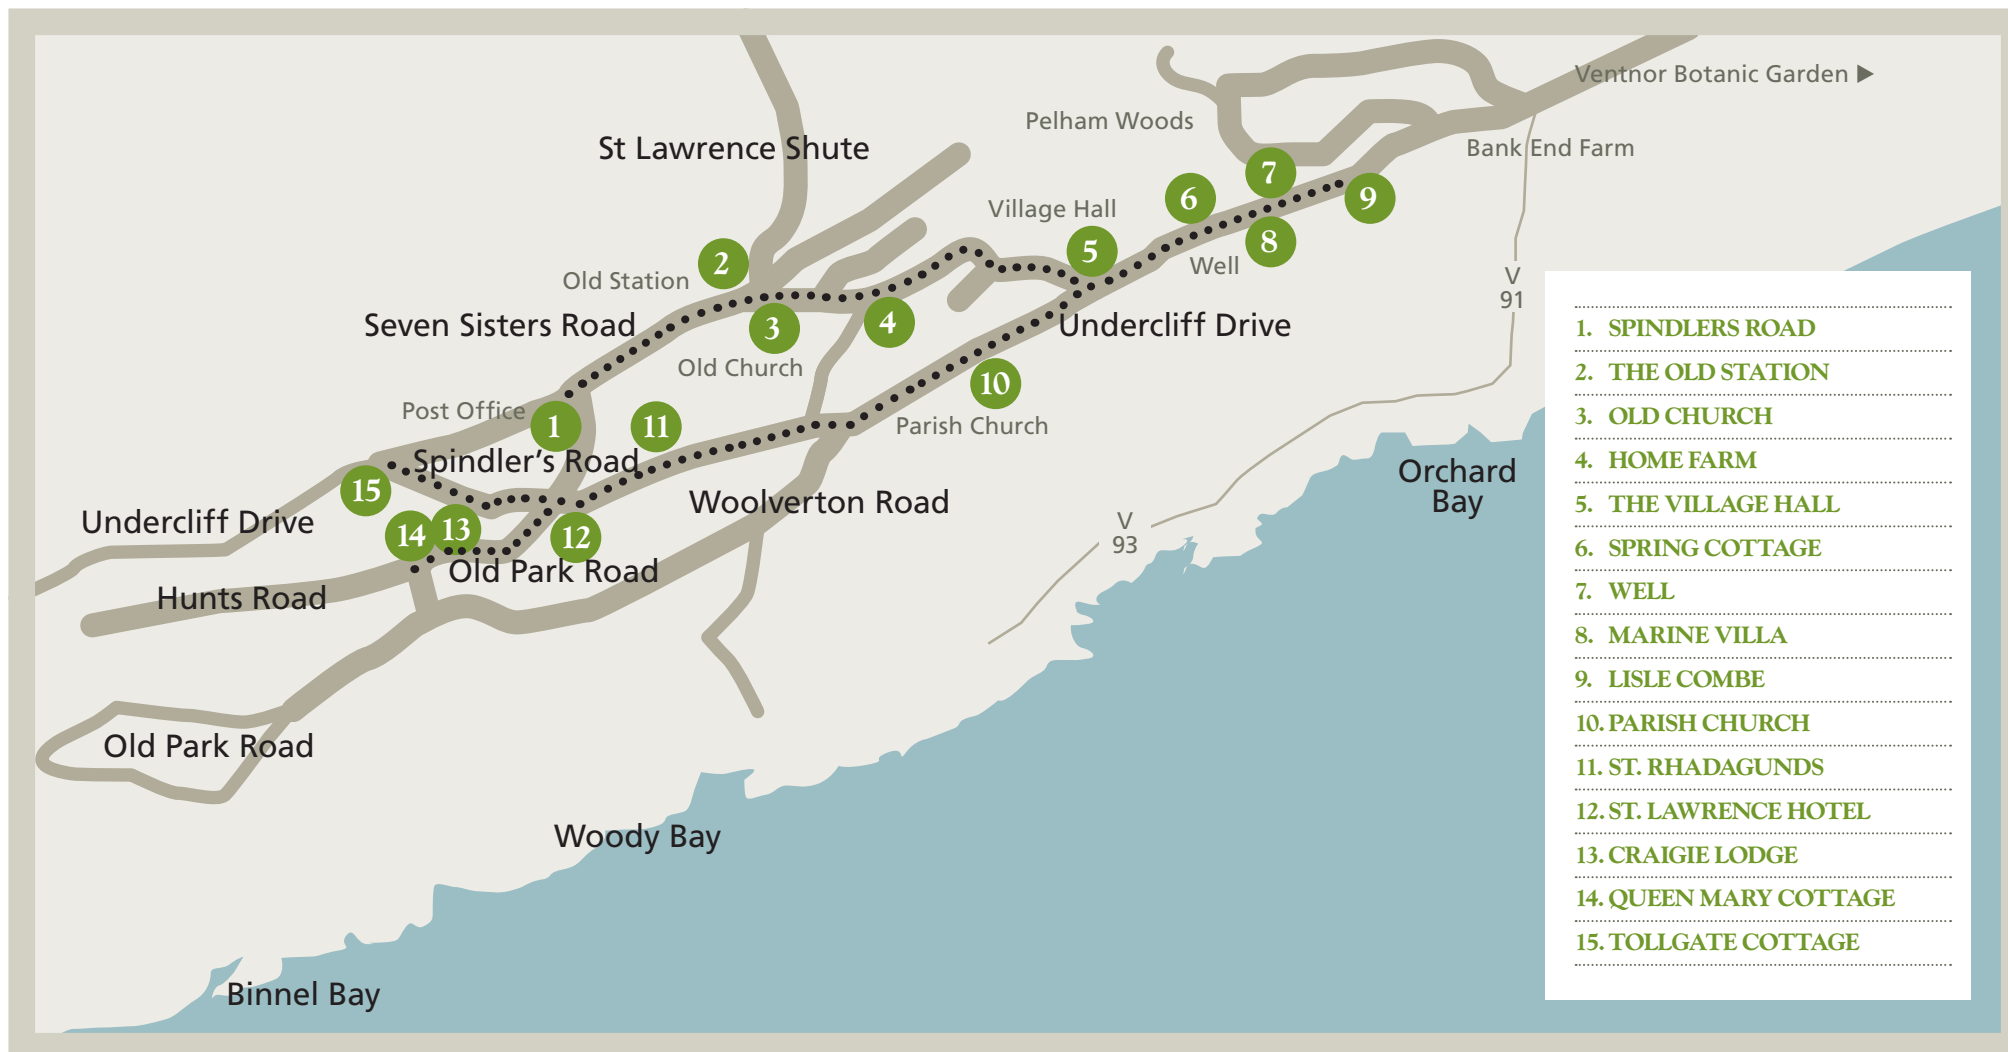 Ventnor Botanic Garden ▶
Pelham Woods
St Lawrence Shute
Bank End Farm
7
6
9
Village Hall
8
5
2
Well
Old Station
V
91
Seven Sisters Road
3
4
Undercliff Drive
Old Church
10
Post Office
1
11
Parish Church
Spindler's Road
15
Orchard
Bay
Woolverton Road
Undercliff Drive
14
13
12
V
93
Old Park Road
Hunts Road
Old Park Road
Woody Bay
Binnel Bay
1. SPINDLERS ROAD
2. THE OLD STATION
3. OLD CHURCH
4. HOME FARM
5. THE VILLAGE HALL
6. SPRING COTTAGE
7. WELL
8. MARINE VILLA
9. LISLE COMBE
10. PARISH CHURCH
11. ST. RHADAGUNDS
12. ST. LAWRENCE HOTEL
13. CRAIGIE LODGE
14. QUEEN MARY COTTAGE
15. TOLLGATE COTTAGE